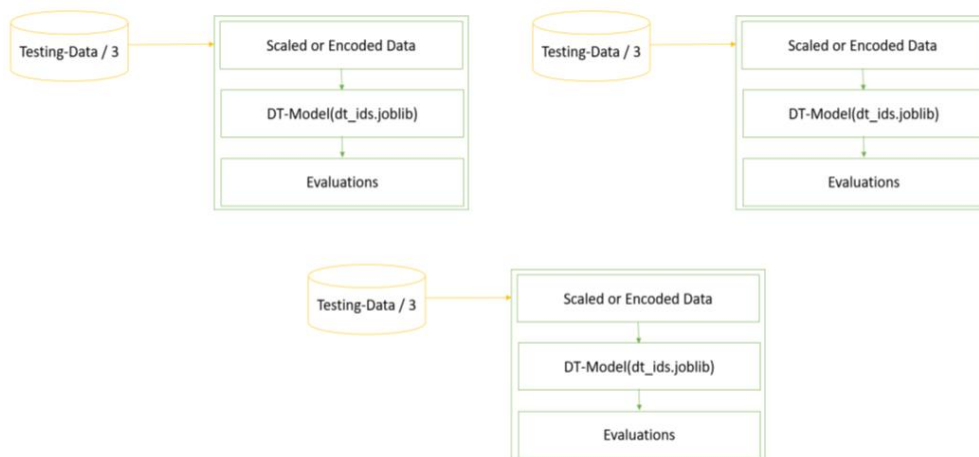 Testing-Data / 3
Scaled or Encoded Data
DT-Model(dt_ids.joblib)
Evaluations
Testing-Data / 3
Scaled or Encoded Data
DT-Model(dt_ids.joblib)
Evaluations
Testing-Data / 3
Scaled or Encoded Data
DT-Model(dt_ids.joblib)
Evaluations